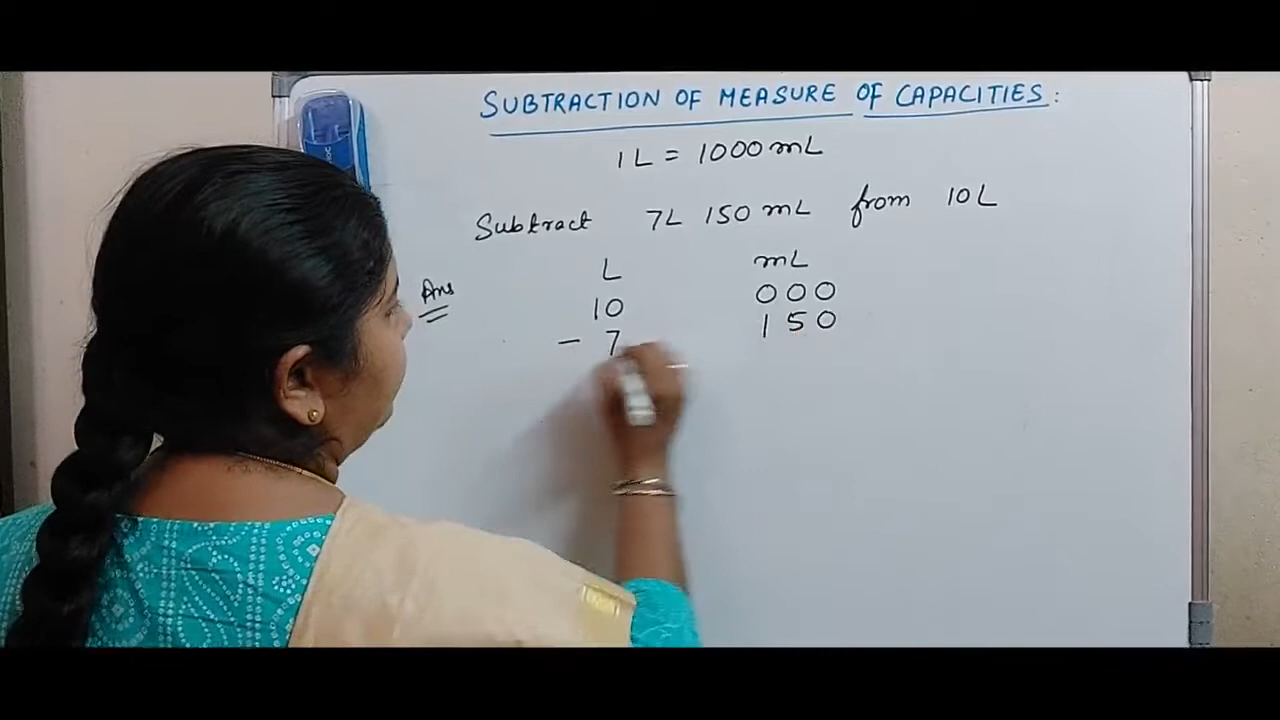 SUBTRACTION OF MEASURE OF CAPACITIES:
1L = 1000 mL
Subtract 7L 150 mL from 10L
L mL
Ans 10 000
- 7 150